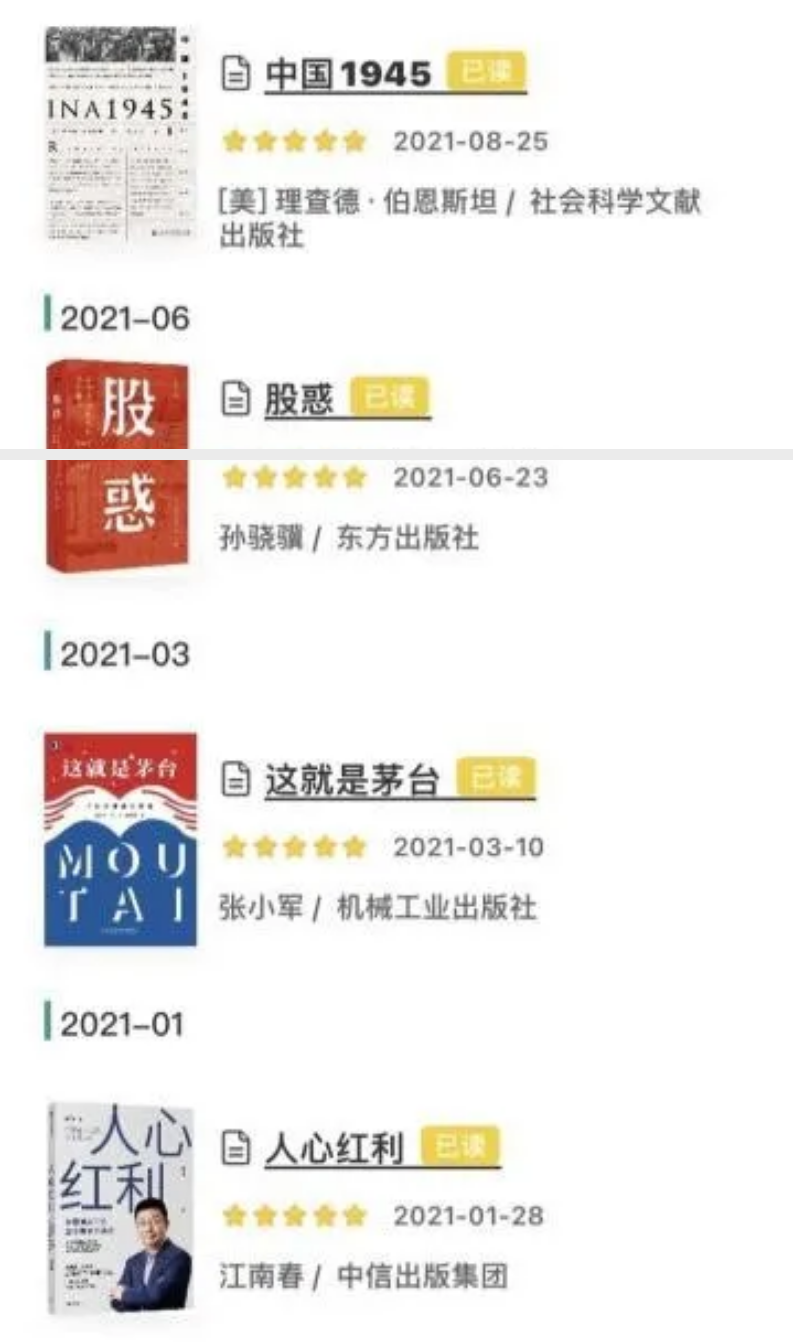 INA1945
中国1945 已读
2021-08-25
[美] 理查德·伯恩斯坦 / 社会科学文献
出版社
2021-06
股惑
股惑 已读
2021-06-23
孙骁骥 / 东方出版社
2021-03
这就是茅台
MOU
TAI
这就是茅台 已读
2021-03-10
张小军 / 机械工业出版社
2021-01
人心
红利
人心红利 已读
2021-01-28
江南春 / 中信出版集团